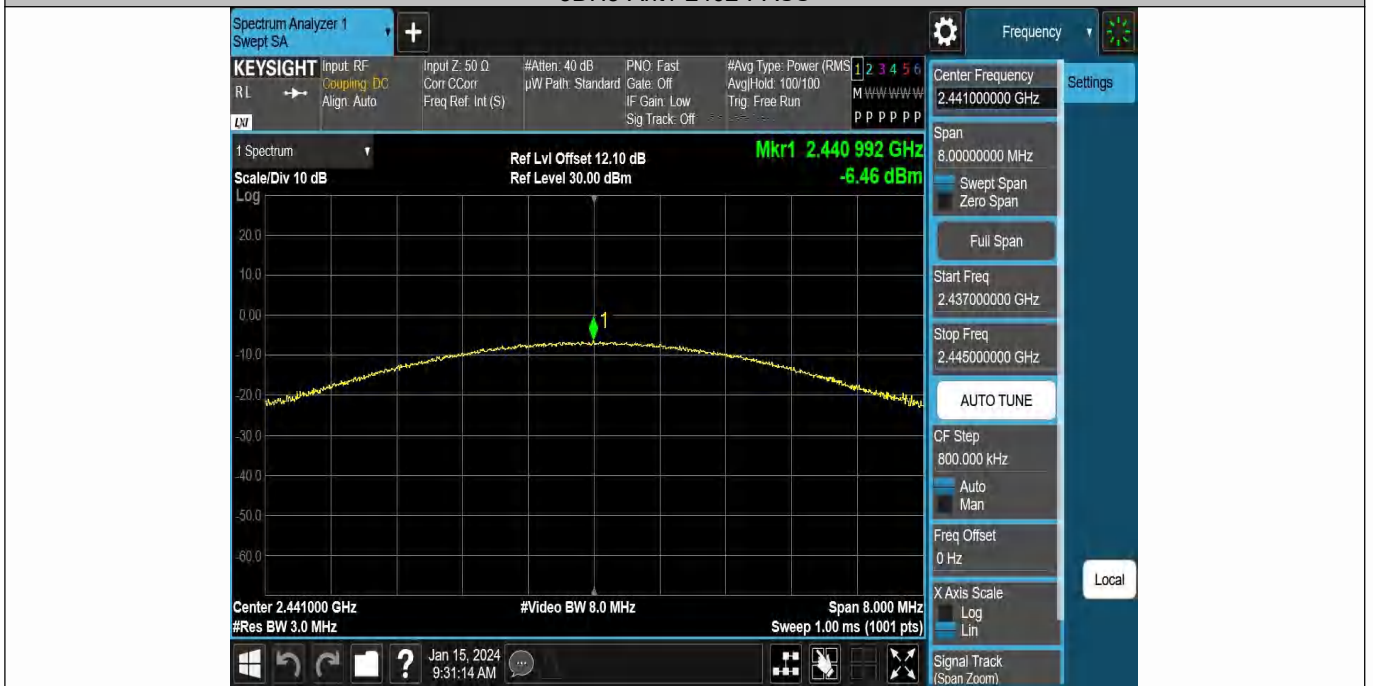 Spectrum Analyzer 1
Swept SA
+
Frequency
KEYSIGHT
RL
LXI
Input: RF
Coupling: DC
Align: Auto
Input Z: 50 Ω
Corr CCorr
Freq Ref: Int (S)
#Atten: 40 dB
µW Path: Standard
PNO: Fast
Gate: Off
IF Gain: Low
Sig Track: Off
#Avg Type: Power (RMS
Avg|Hold: 100/100
Trig: Free Run
1 2 3 4 5 6
M W W W W W
P P P P P P
Center Frequency
2.441000000 GHz
Settings
Span
8.00000000 MHz
Swept Span
Zero Span
Full Span
Start Freq
2.437000000 GHz
Stop Freq
2.445000000 GHz
AUTO TUNE
CF Step
800.000 kHz
Auto
Man
Freq Offset
0 Hz
X Axis Scale
Log
Lin
Signal Track
(Span Zoom)
Local
1 Spectrum
Scale/Div 10 dB
Ref Lvl Offset 12.10 dB
Ref Level 30.00 dBm
Mkr1 2.440 992 GHz
-6.46 dBm
Log
20.0
10.0
0.00
-10.0
-20.0
-30.0
-40.0
-50.0
-60.0
1
Center 2.441000 GHz
#Video BW 8.0 MHz
Span 8.000 MHz
#Res BW 3.0 MHz
Sweep 1.00 ms (1001 pts)
?
Jan 15, 2024
9:31:14 AM